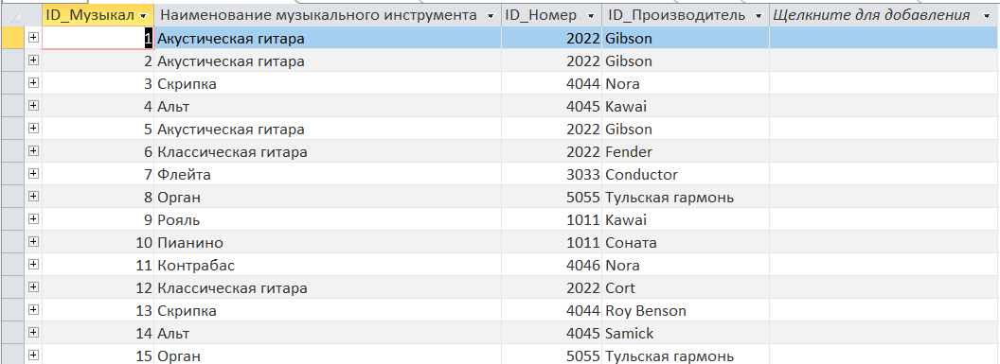 ID_Музыкал Наименование музыкального инструмента ID_Номер ID_Производитель Щелкните для добавления
1 Акустическая гитара 2022 Gibson
2 Акустическая гитара 2022 Gibson
3 Скрипка 4044 Nora
4 Альт 4045 Kawai
5 Акустическая гитара 2022 Gibson
6 Классическая гитара 2022 Fender
7 Флейта 3033 Conductor
8 Орган 5055 Тульская гармонь
9 Рояль 1011 Kawai
10 Пианино 1011 Соната
11 Контрабас 4046 Nora
12 Классическая гитара 2022 Cort
13 Скрипка 4044 Roy Benson
14 Альт 4045 Samick
15 Орган 5055 Тульская гармонь